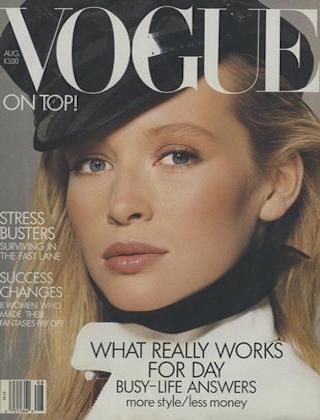 VOGUE
AUG.
$3.00
ON TOP!
STRESS
BUSTERS
SURVIVING IN
THE FAST LANE
SUCCESS
CHANGES
8 WOMEN WHO
MADE THEIR
FANTASIES PAY OFF
WHAT REALLY WORKS
FOR DAY
BUSY-LIFE ANSWERS
more style/less money